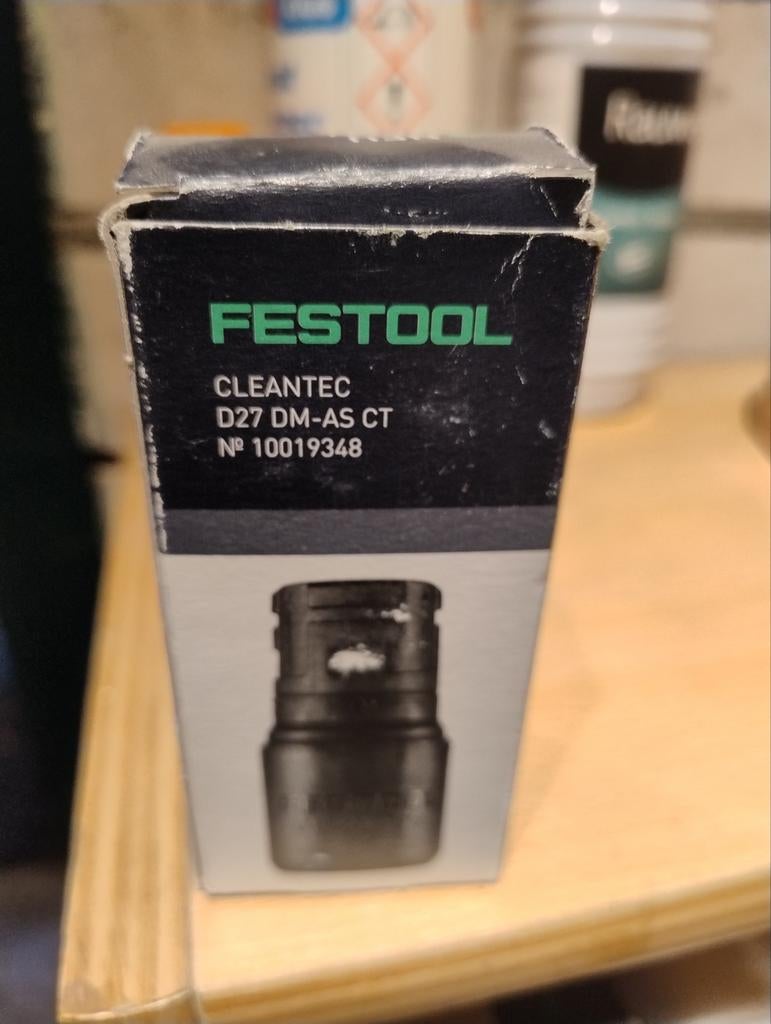 FESTOOL
CLEANTEC
D27 DM-AS CT
Nº 10019348